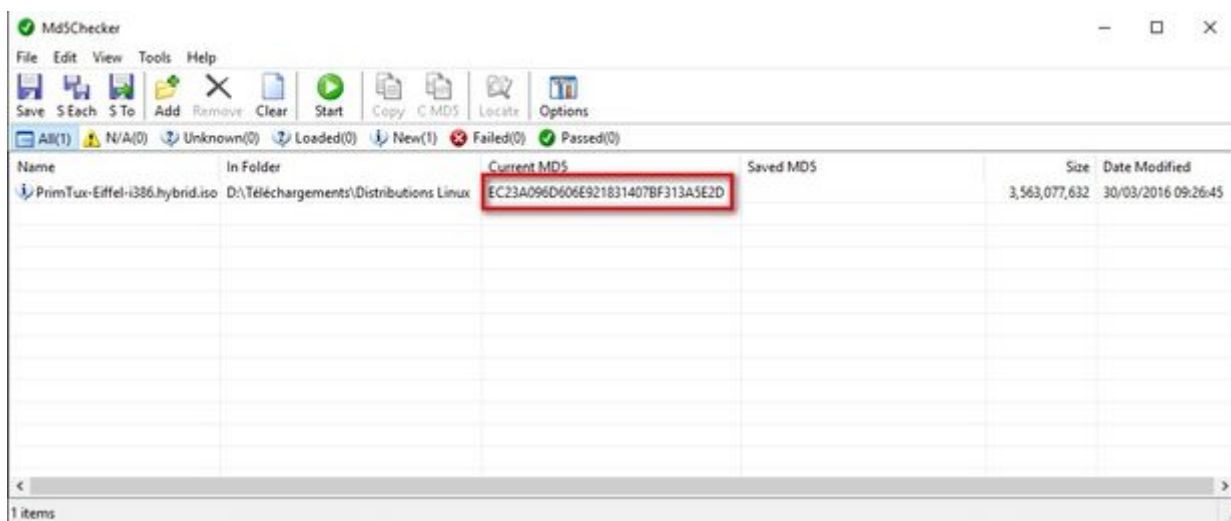 Md5Checker
File Edit View Tools Help
Save S Each S To Add Remove Clear Start Copy C MD5 Locate Options
All(1) N/A(0) Unknown(0) Loaded(0) New(1) Failed(0) Passed(0)
Name In Folder Current MD5 Saved MD5 Size Date Modified
PrimTux-Eiffel-i386.hybrid.iso D:\Téléchargements\Distributions Linux EC23A096D606E921831407BF313A5E2D 3,563,077,632 30/03/2016 09:26:45
1 items